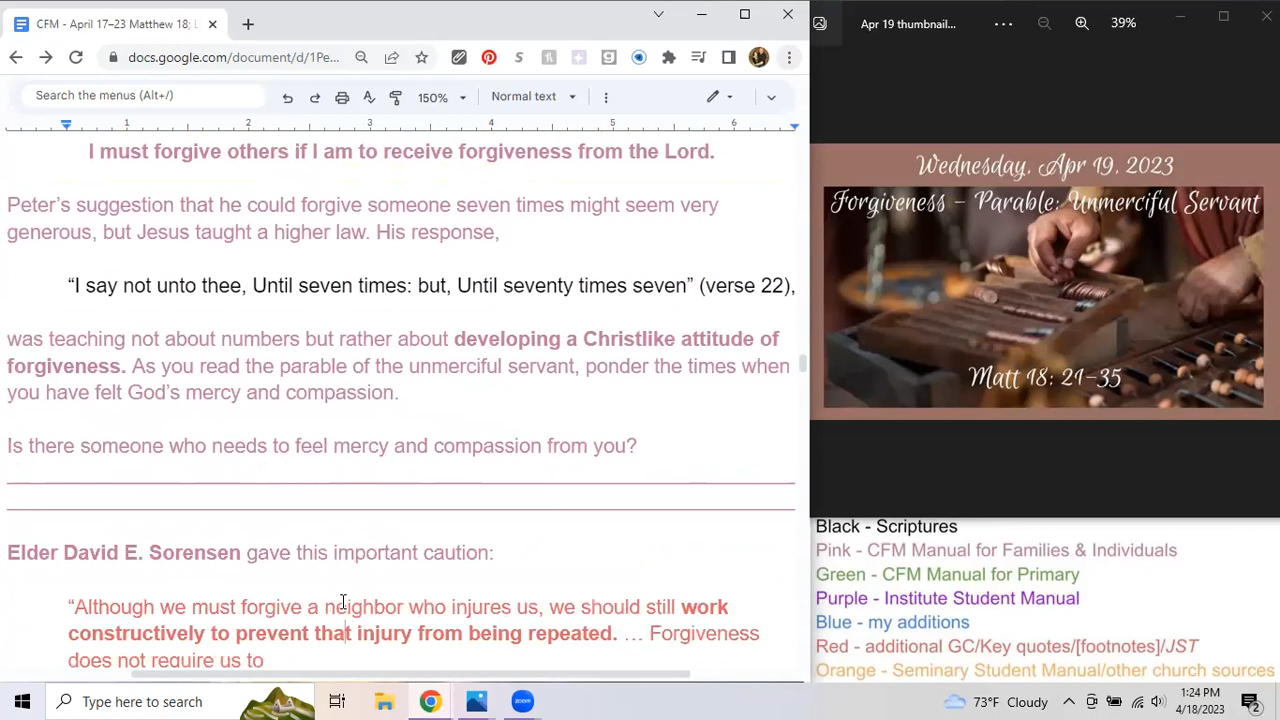 CFM - April 17–23 Matthew 18; L
docs.google.com/document/d/1Pe...
Apr 19 thumbnail...
39%
Search the menus (Alt+/)
150%
Normal text
1 2 3 4 5 6
I must forgive others if I am to receive forgiveness from the Lord.
Peter’s suggestion that he could forgive someone seven times might seem very
generous, but Jesus taught a higher law. His response,
“I say not unto thee, Until seven times: but, Until seventy times seven” (verse 22),
was teaching not about numbers but rather about developing a Christlike attitude of
forgiveness. As you read the parable of the unmerciful servant, ponder the times when
you have felt God’s mercy and compassion.
Is there someone who needs to feel mercy and compassion from you?
Elder David E. Sorensen gave this important caution:
“Although we must forgive a neighbor who injures us, we should still work
constructively to prevent that injury from being repeated. … Forgiveness
does not require us to
Wednesday, Apr 19, 2023
Forgiveness – Parable: Unmerciful Servant
Matt 18: 21–35
Black - Scriptures
Pink - CFM Manual for Families & Individuals
Green - CFM Manual for Primary
Purple - Institute Student Manual
Blue - my additions
Red - additional GC/Key quotes/[footnotes]/JST
Orange - Seminary Student Manual/other church sources
Type here to search
zoom
73°F Cloudy
1:24 PM
4/18/2023
2